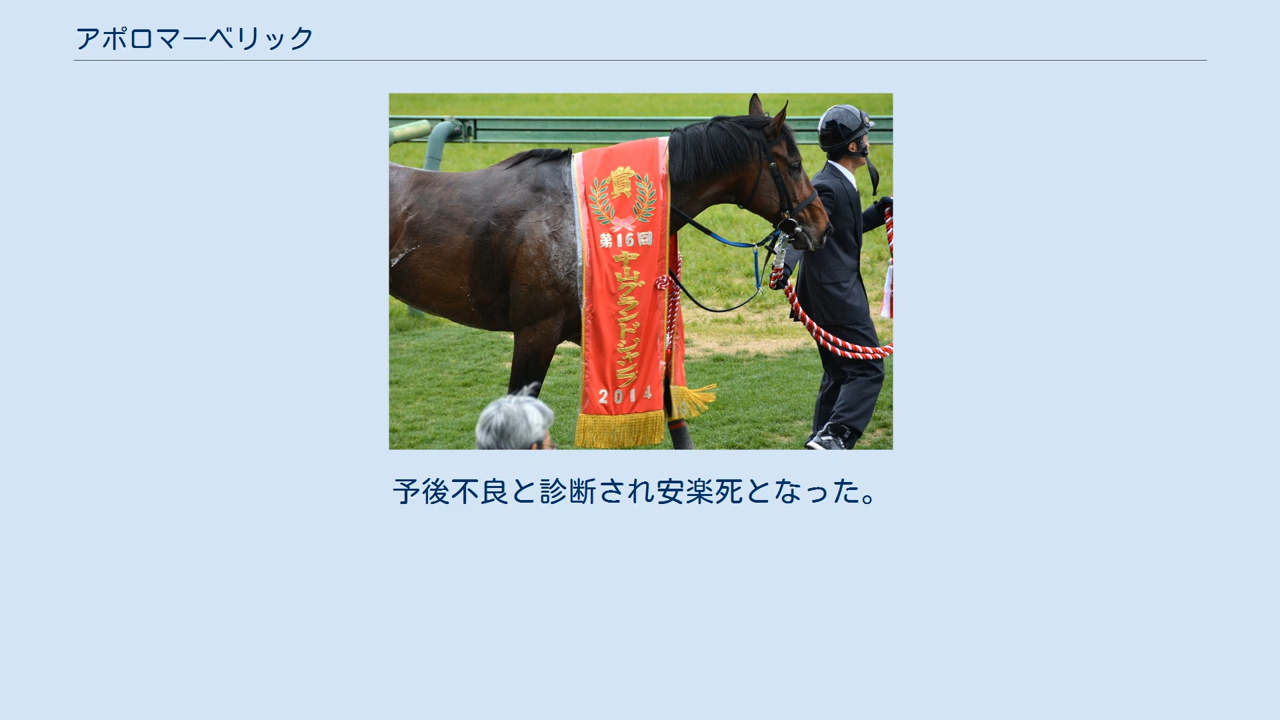 アポロマーベリック
賞
第16回
中山グランドジャンプ
2014
予後不良と診断され安楽死となった。